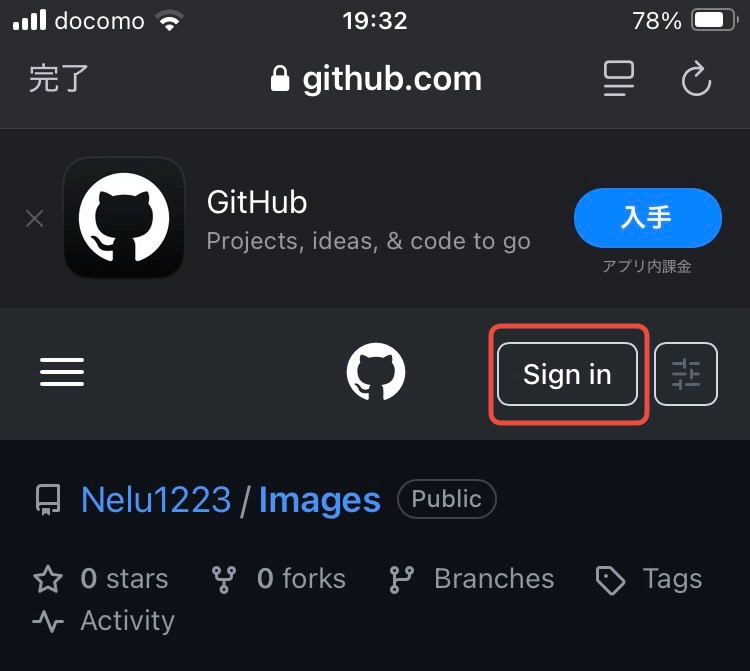 docomo 19:32 78%
完了 github.com
GitHub
Projects, ideas, & code to go
入手
アプリ内課金
Sign in
Nelu1223 / Images Public
0 stars 0 forks Branches Tags
Activity